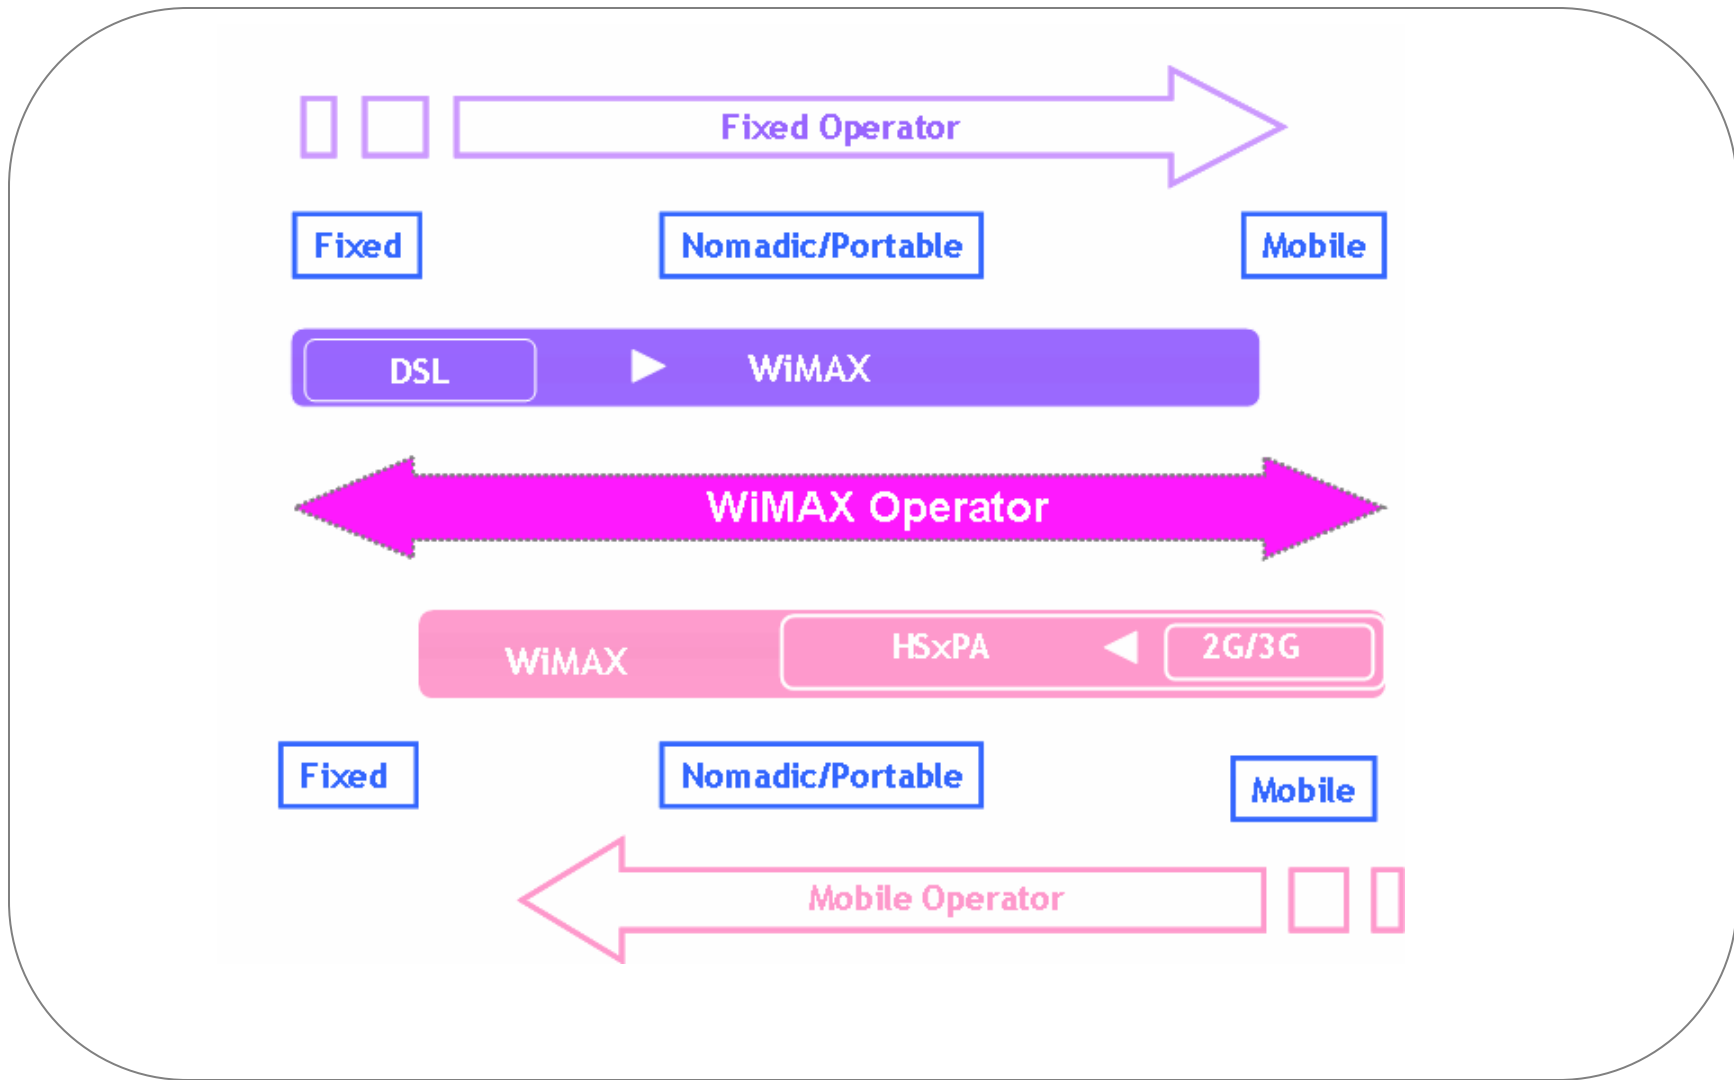 Fixed Operator
Fixed Nomadic/Portable Mobile
DSL WiMAX
WiMAX Operator
WiMAX HSxPA 2G/3G
Fixed Nomadic/Portable Mobile
Mobile Operator